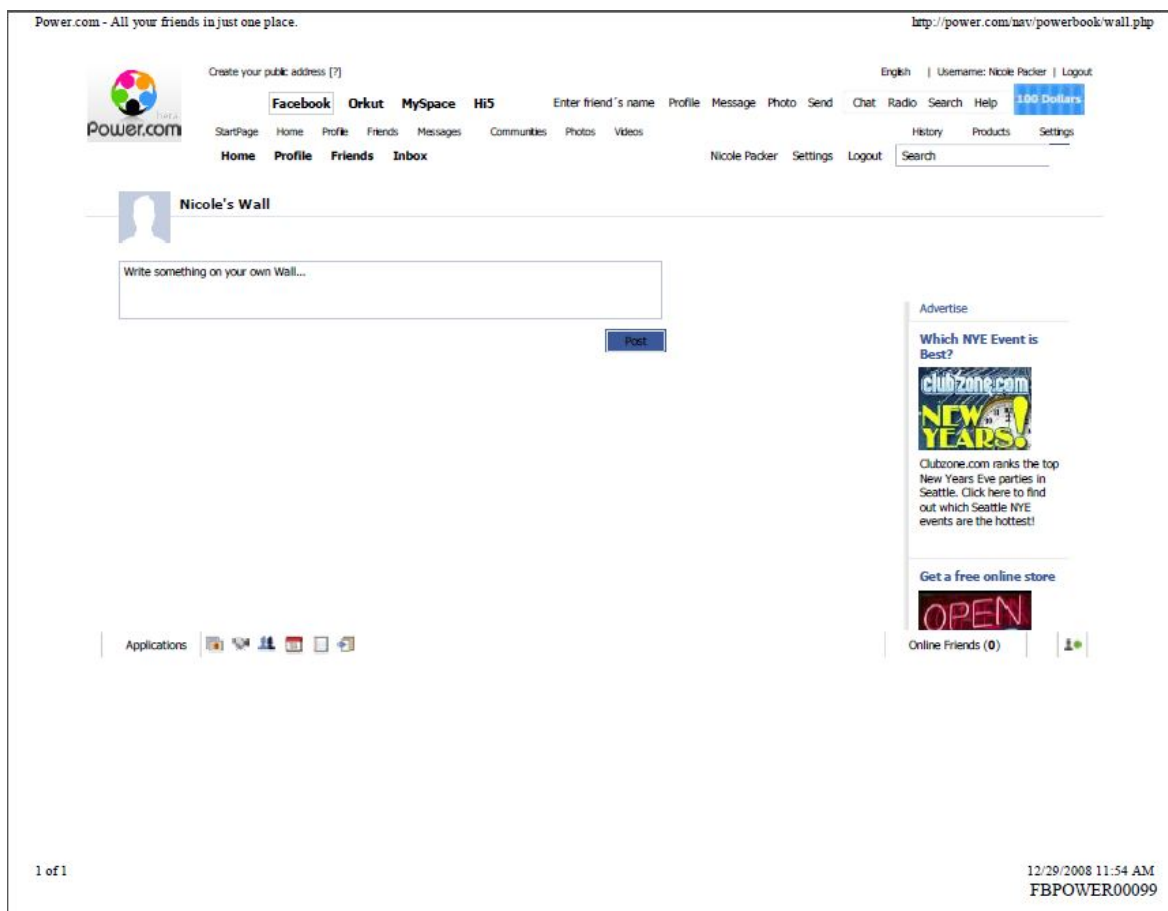 Power.com - All your friends in just one place. http://power.com/nav/powerbook/wall.php
Create your public address [?] English | Username: Nicole Packer | Logout
beta
Power.com
Facebook Orkut MySpace Hi5 Enter friend´s name Profile Message Photo Send Chat Radio Search Help 100 Dollars
StartPage Home Profile Friends Messages Communities Photos Videos History Products Settings
Home Profile Friends Inbox Nicole Packer Settings Logout Search
Nicole's Wall
Write something on your own Wall...
Post
Advertise
Which NYE Event is
Best?
clubzone.com
NEW
YEARS!
Clubzone.com ranks the top
New Years Eve parties in
Seattle. Click here to find
out which Seattle NYE
events are the hottest!
Get a free online store
OPEN
Applications Online Friends (0)
1 of 1 12/29/2008 11:54 AM
FBPOWER00099